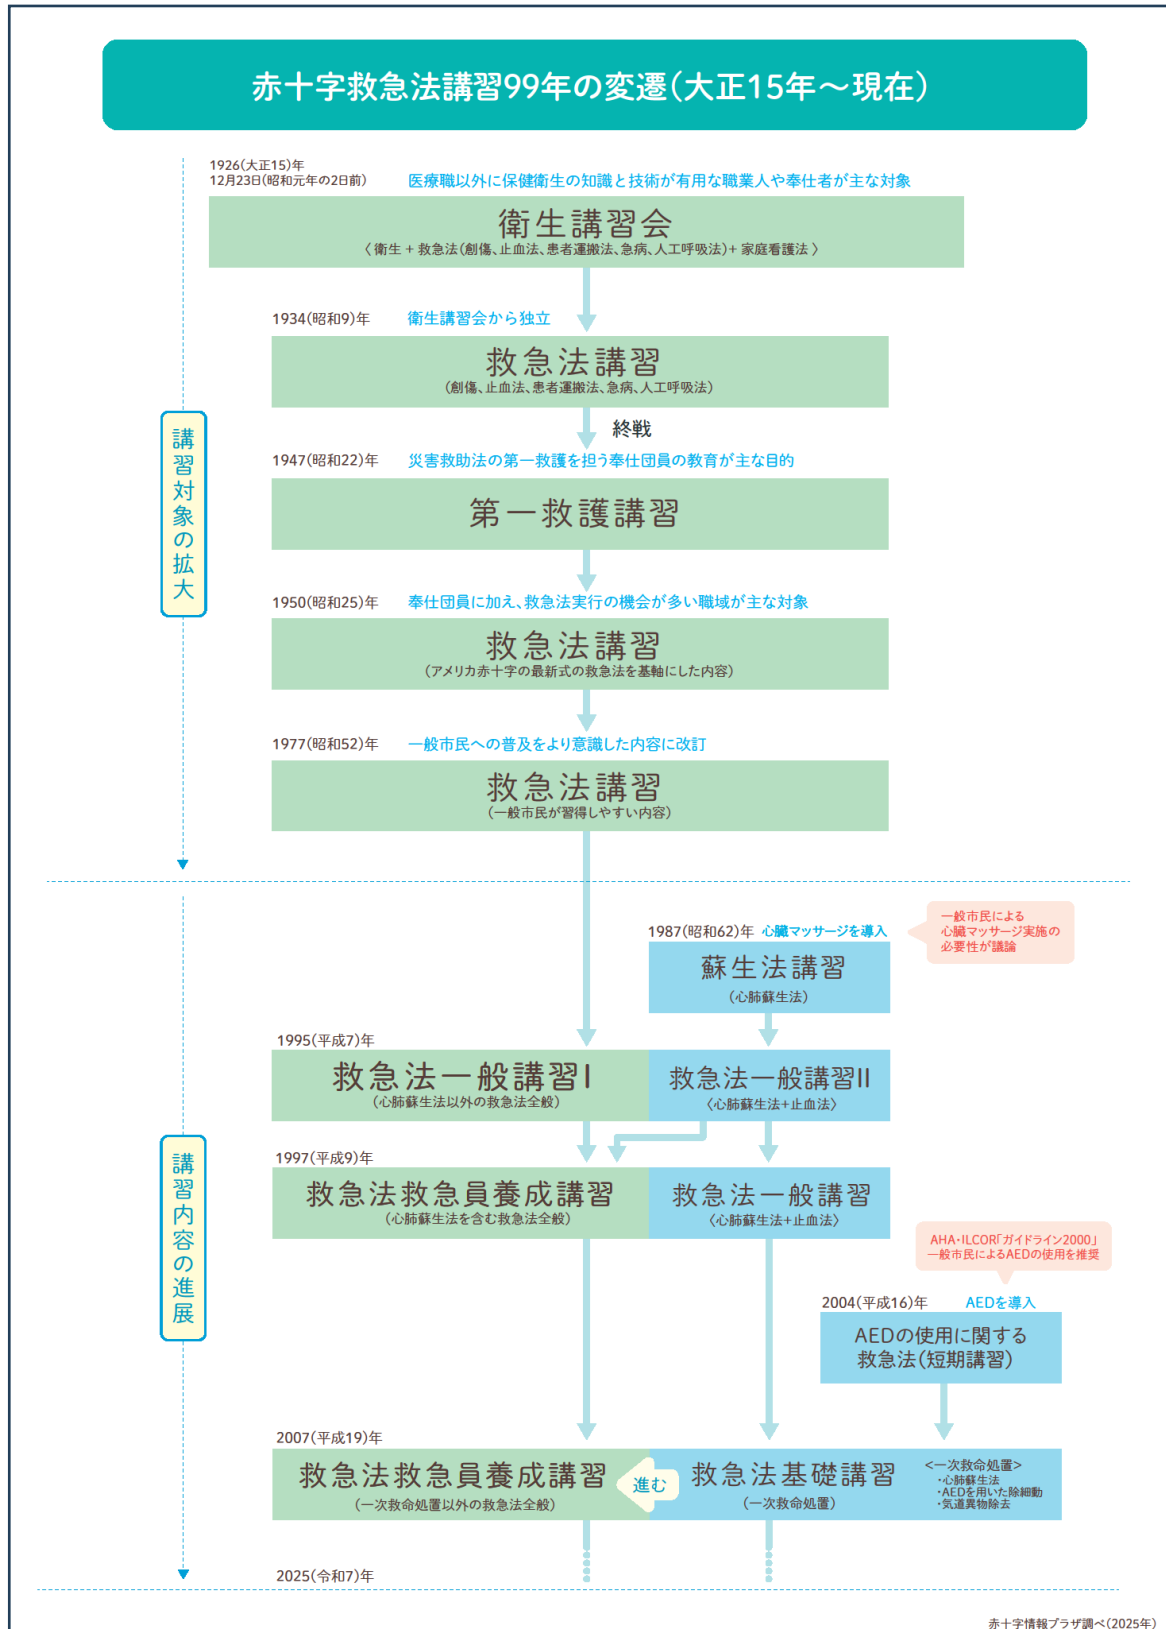 赤十字救急法講習99年の変遷(大正15年～現在)
1926(大正15)年
12月23日(昭和元年の2日前)
医療職以外に保健衛生の知識と技術が有用な職業人や奉仕者が主な対象
衛生講習会
〈 衛生 + 救急法(創傷、止血法、患者運搬法、急病、人工呼吸法)+ 家庭看護法 〉
1934(昭和9)年
衛生講習会から独立
救急法講習
(創傷、止血法、患者運搬法、急病、人工呼吸法)
終戦
1947(昭和22)年
災害救助法の第一救護を担う奉仕団員の教育が主な目的
第一救護講習
講習対象の拡大
1950(昭和25)年
奉仕団員に加え、救急法実行の機会が多い職域が主な対象
救急法講習
(アメリカ赤十字の最新式の救急法を基軸にした内容)
1977(昭和52)年
一般市民への普及をより意識した内容に改訂
救急法講習
(一般市民が習得しやすい内容)
1987(昭和62)年
心臓マッサージを導入
一般市民による
心臓マッサージ実施の
必要性が議論
蘇生法講習
(心肺蘇生法)
1995(平成7)年
救急法一般講習I
(心肺蘇生法以外の救急法全般)
救急法一般講習II
〈心肺蘇生法+止血法〉
講習内容の進展
1997(平成9)年
救急法救急員養成講習
(心肺蘇生法を含む救急法全般)
救急法一般講習
〈心肺蘇生法+止血法〉
AHA・ILCOR「ガイドライン2000」
一般市民によるAEDの使用を推奨
2004(平成16)年
AEDを導入
AEDの使用に関する
救急法(短期講習)
2007(平成19)年
救急法救急員養成講習
(一次救命処置以外の救急法全般)
進む
救急法基礎講習
(一次救命処置)
<一次救命処置>
・心肺蘇生法
・AEDを用いた除細動
・気道異物除去
2025(令和7)年
赤十字情報プラザ調べ(2025年)